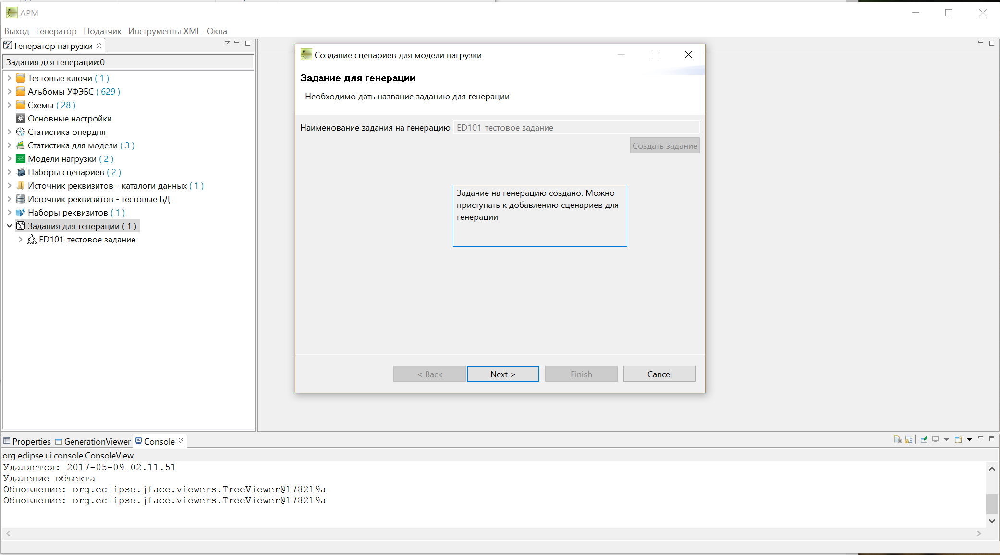 АРМ
Выход Генератор Податчик Инструменты XML Окна
Генератор нагрузки
Задания для генерации:0
Тестовые ключи ( 1 )
Альбомы УФЭБС ( 629 )
Схемы ( 28 )
Основные настройки
Статистика опердня
Статистика для модели ( 3 )
Модели нагрузки ( 2 )
Наборы сценариев ( 2 )
Источник реквизитов - каталоги данных ( 1 )
Источник реквизитов - тестовые БД
Наборы реквизитов ( 1 )
Задания для генерации ( 1 )
ED101-тестовое задание
Создание сценариев для модели нагрузки
Задание для генерации
Необходимо дать название заданию для генерации
Наименование задания на генерацию ED101-тестовое задание
Создать задание
Задание на генерацию создано. Можно
приступать к добавлению сценариев для
генерации
< Back Next > Finish Cancel
Properties GenerationViewer Console
org.eclipse.ui.console.ConsoleView
Удаляется: 2017-05-09_02.11.51
Удаление объекта
Обновление: org.eclipse.jface.viewers.TreeViewer@178219a
Обновление: org.eclipse.jface.viewers.TreeViewer@178219a